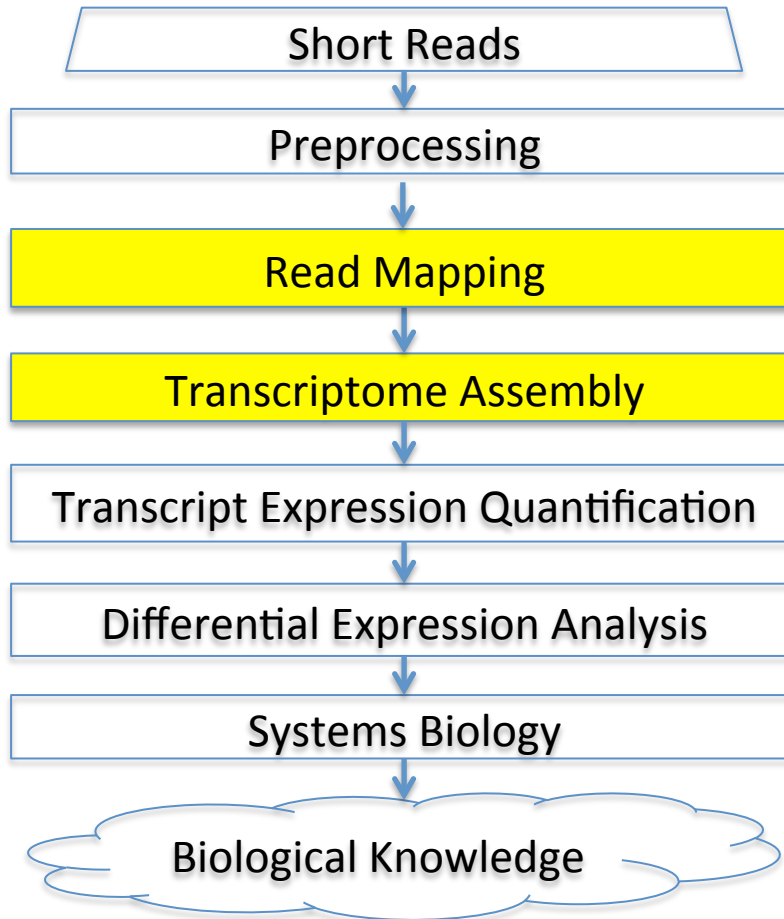 Short Reads
Preprocessing
Read Mapping
Transcriptome Assembly
Transcript Expression Quantification
Differential Expression Analysis
Systems Biology
Biological Knowledge